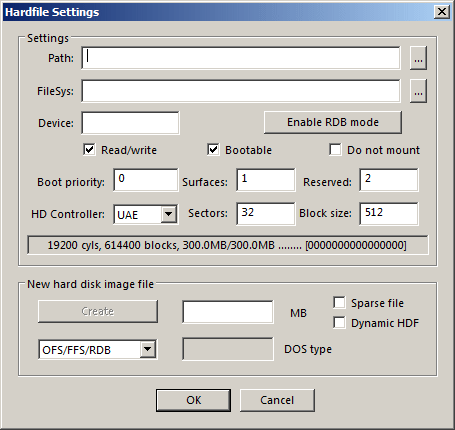 Hardfile Settings
Settings
Path: ...
FileSys: ...
Device: Enable RDB mode
Read/write Bootable Do not mount
Boot priority: 0 Surfaces: 1 Reserved: 2
HD Controller: UAE Sectors: 32 Block size: 512
19200 cyls, 614400 blocks, 300.0MB/300.0MB ........ [0000000000000000]
New hard disk image file
Create MB Sparse file
Dynamic HDF
OFS/FFS/RDB DOS type
OK Cancel